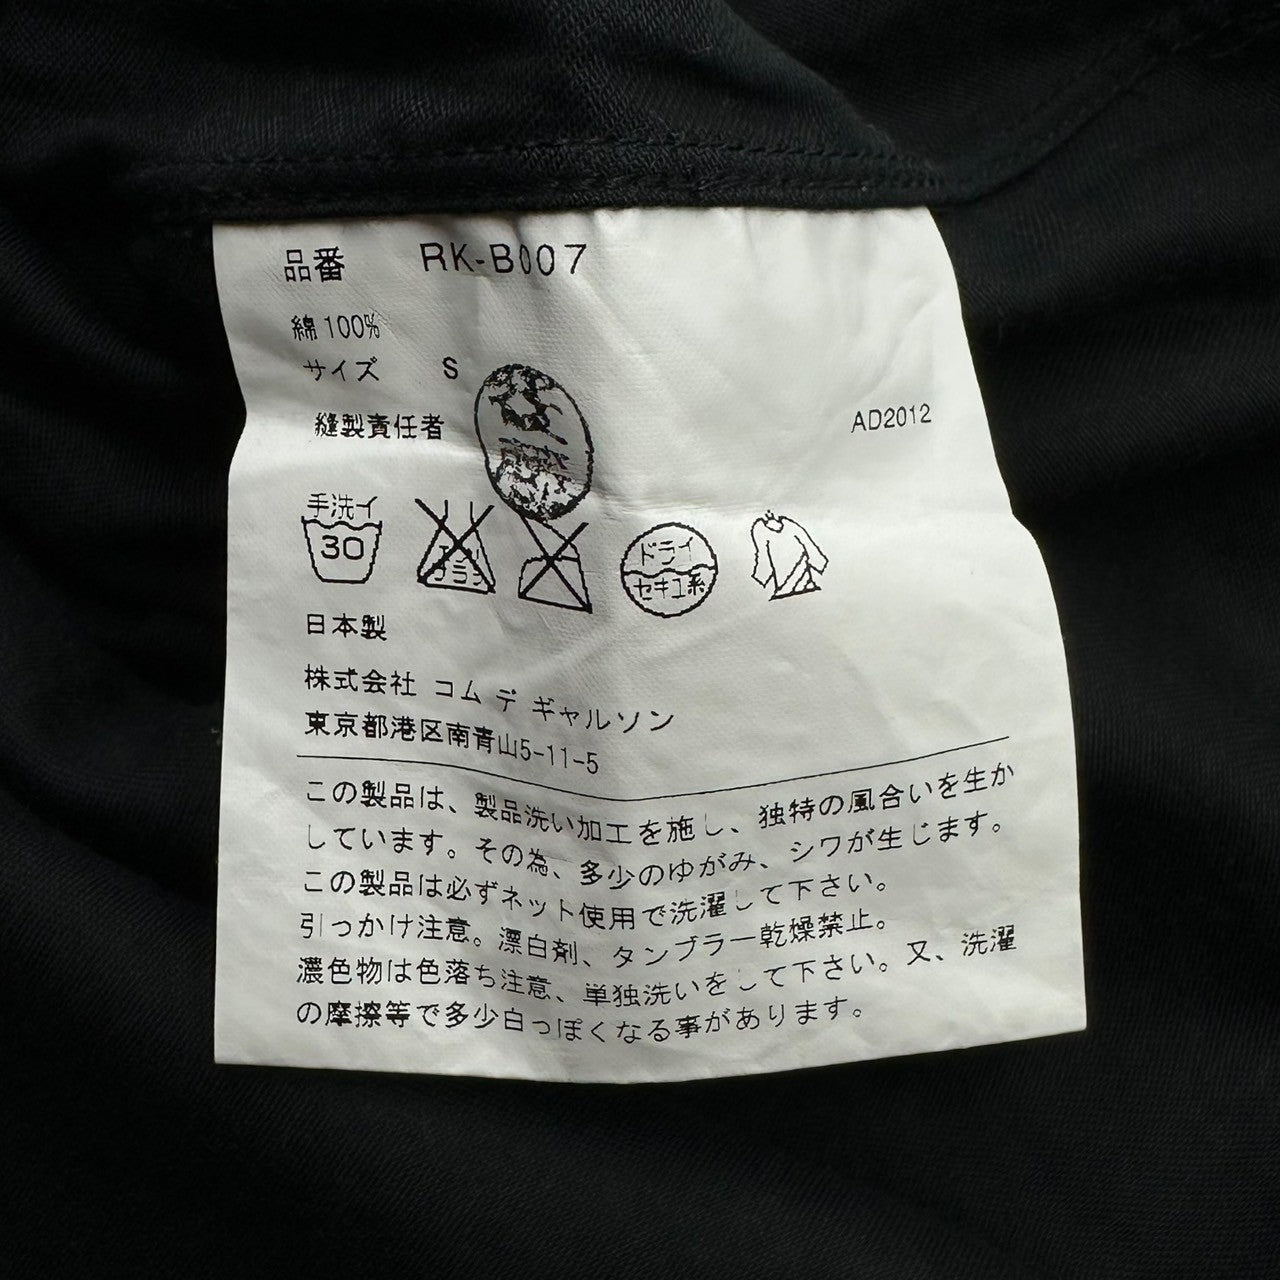 品番 RK-B007
綿100%
サイズ S
縫製責任者
AD2012
手洗イ
30
エンソ
サラシ
ドライ
セキユ系
日本製
株式会社 コム デ ギャルソン
東京都港区南青山5-11-5
この製品は、製品洗い加工を施し、独特の風合いを生か
しています。その為、多少のゆがみ、シワが生じます。
この製品は必ずネット使用で洗濯して下さい。
引っかけ注意。漂白剤、タンブラー乾燥禁止。
濃色物は色落ち注意、単独洗いをして下さい。又、洗濯
の摩擦等で多少白っぽくなる事があります。